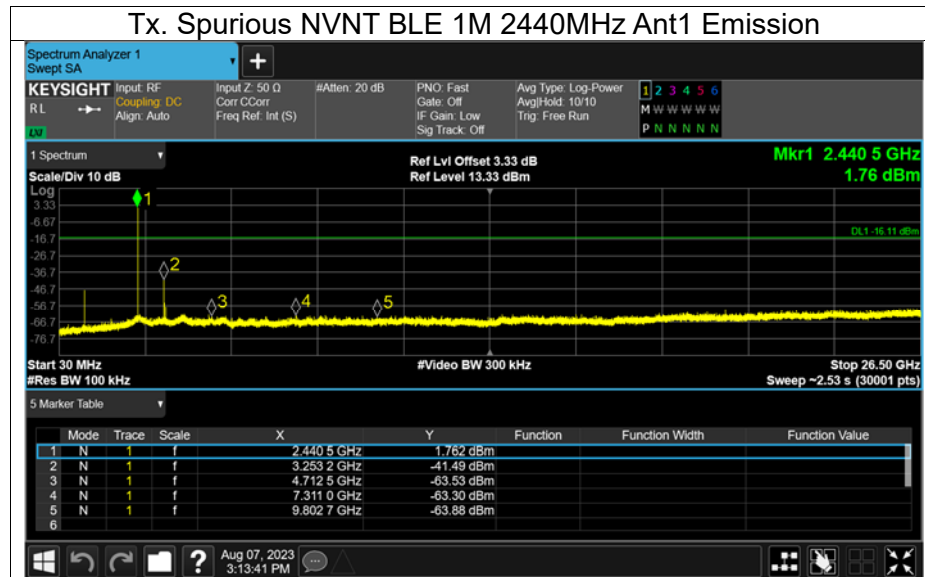 Tx. Spurious NVNT BLE 1M 2440MHz Ant1 Emission
Spectrum Analyzer 1
Swept SA
+
KEYSIGHT Input: RF Input Z: 50 Ω #Atten: 20 dB PNO: Fast Avg Type: Log-Power 1 2 3 4 5 6
RL Coupling: DC Corr CCorr Gate: Off Avg|Hold: 10/10 M W W W W W
Align: Auto Freq Ref: Int (S) IF Gain: Low Trig: Free Run
LXI Sig Track: Off P N N N N N
1 Spectrum Ref Lvl Offset 3.33 dB Mkr1 2.440 5 GHz
Scale/Div 10 dB Ref Level 13.33 dBm 1.76 dBm
Log
1
3.33
-6.67
-16.7 DL1 -16.11 dBm
-26.7
2
-36.7
-46.7
-56.7 3 4 5
-66.7
-76.7
Start 30 MHz #Video BW 300 kHz Stop 26.50 GHz
#Res BW 100 kHz Sweep ~2.53 s (30001 pts)
5 Marker Table
Mode Trace Scale X Y Function Function Width Function Value
1 N 1 f 2.440 5 GHz 1.762 dBm
2 N 1 f 3.253 2 GHz -41.49 dBm
3 N 1 f 4.712 5 GHz -63.53 dBm
4 N 1 f 7.311 0 GHz -63.30 dBm
5 N 1 f 9.802 7 GHz -63.88 dBm
6
? Aug 07, 2023
3:13:41 PM